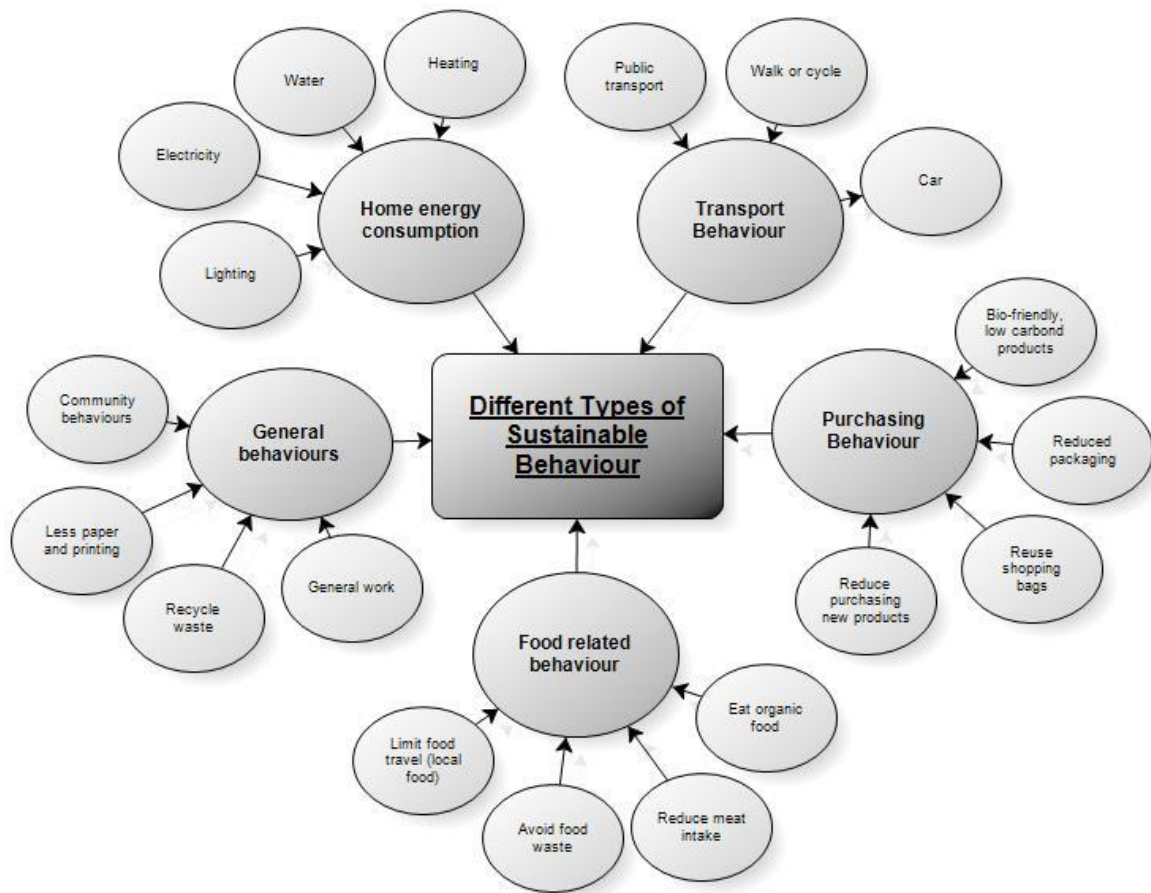 Heating
Water
Public
transport
Walk or cycle
Electricity
Car
Home energy
consumption
Transport
Behaviour
Lighting
Bio-friendly,
low carbond
products
Community
behaviours
General
behaviours
Different Types of
Sustainable
Behaviour
Purchasing
Behaviour
Reduced
packaging
Less paper
and printing
Recycle
waste
General work
Reduce
purchasing
new products
Reuse
shopping
bags
Food related
behaviour
Limit food
travel (local
food)
Avoid food
waste
Reduce meat
intake
Eat organic
food